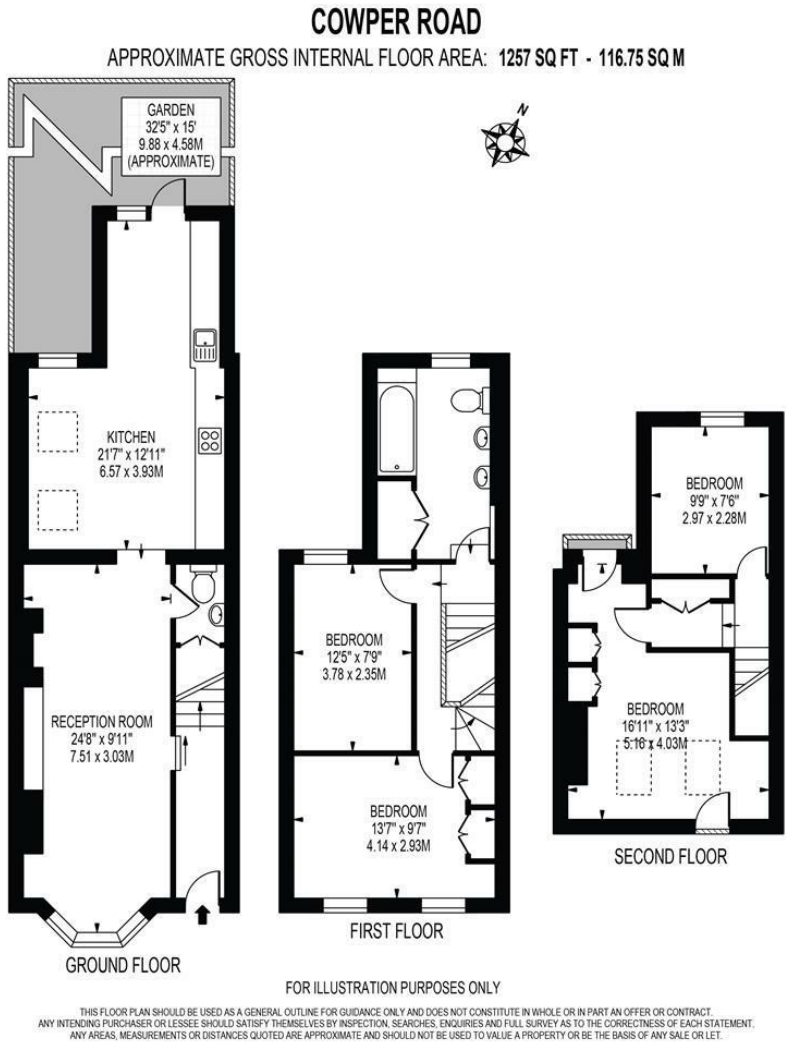 COWPER ROAD
APPROXIMATE GROSS INTERNAL FLOOR AREA: 1257 SQ FT - 116.75 SQ M
GARDEN
32'5" x 15'
9.88 x 4.58M
(APPROXIMATE)
N
KITCHEN
21'7" x 12'11"
6.57 x 3.93M
RECEPTION ROOM
24'8" x 9'11"
7.51 x 3.03M
GROUND FLOOR
BEDROOM
12'5" x 7'9"
3.78 x 2.35M
BEDROOM
13'7" x 9'7"
4.14 x 2.93M
FIRST FLOOR
BEDROOM
9'9" x 7'6"
2.97 x 2.28M
BEDROOM
16'11" x 13'3"
5.16 x 4.03M
SECOND FLOOR
FOR ILLUSTRATION PURPOSES ONLY
THIS FLOOR PLAN SHOULD BE USED AS A GENERAL OUTLINE FOR GUIDANCE ONLY AND DOES NOT CONSTITUTE IN WHOLE OR IN PART AN OFFER OR CONTRACT.
ANY INTENDING PURCHASER OR LESSEE SHOULD SATISFY THEMSELVES BY INSPECTION, SEARCHES, ENQUIRIES AND FULL SURVEY AS TO THE CORRECTNESS OF EACH STATEMENT.
ANY AREAS, MEASUREMENTS OR DISTANCES QUOTED ARE APPROXIMATE AND SHOULD NOT BE USED TO VALUE A PROPERTY OR BE THE BASIS OF ANY SALE OR LET.